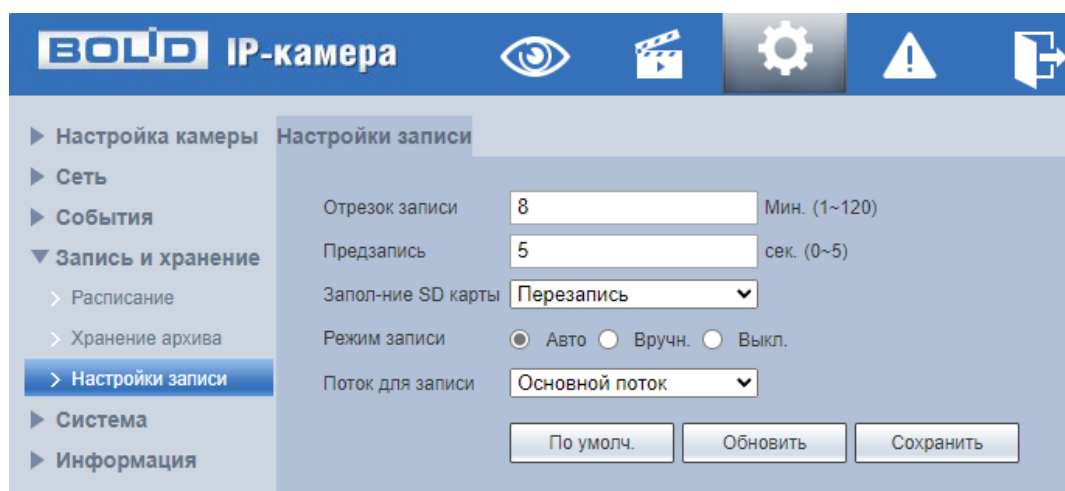 BOLID IP-камера
Настройка камеры
Сеть
События
Запись и хранение
Расписание
Хранение архива
Настройки записи
Система
Информация
Настройки записи
Отрезок записи 8 Мин. (1~120)
Предзапись 5 сек. (0~5)
Запол-ние SD карты Перезапись
Режим записи Авто Вручн. Выкл.
Поток для записи Основной поток
По умолч. Обновить Сохранить